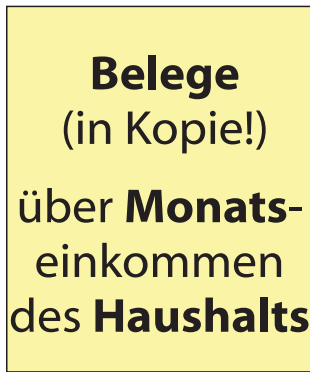 Belege
(in Kopie!)
über Monats-
einkommen
des Haushalts